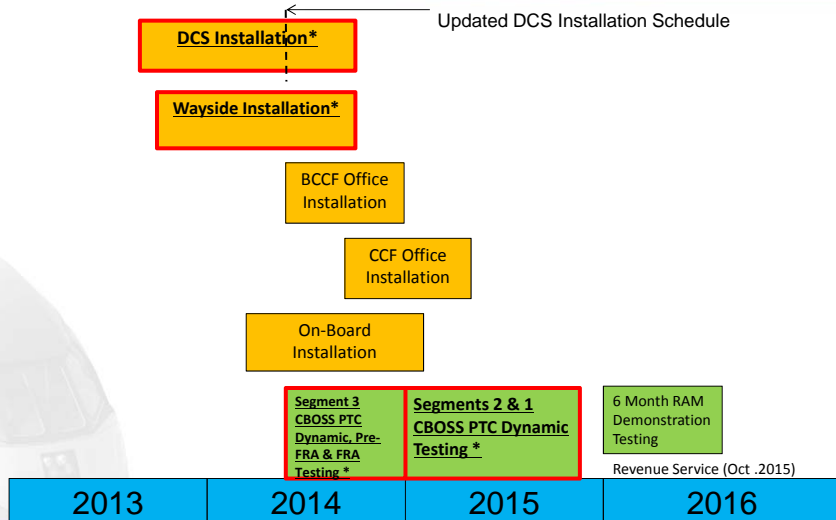 Updated DCS Installation Schedule
DCS Installation*
Wayside Installation*
BCCF Office
Installation
CCF Office
Installation
On-Board
Installation
Segment 3
CBOSS PTC
Dynamic, Pre-
FRA & FRA
Testing *
Segments 2 & 1
CBOSS PTC Dynamic
Testing *
6 Month RAM
Demonstration
Testing
Revenue Service (Oct .2015)
2013
2014
2015
2016